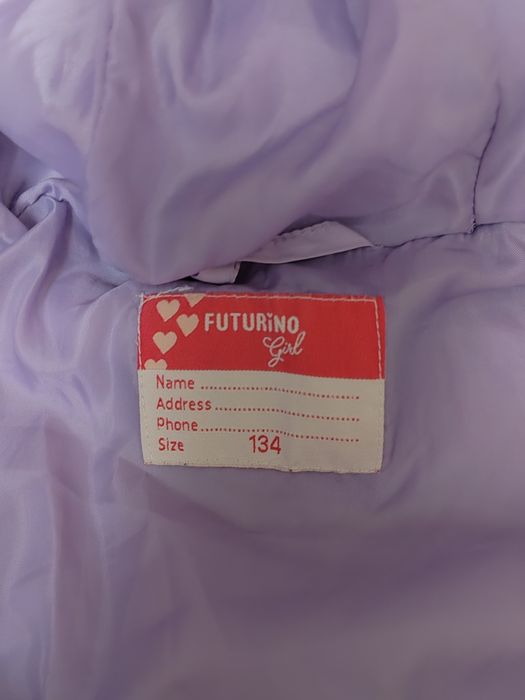 FUTURiNO
Girl
Name ........................................
Address ....................................
Phone .......................................
Size 134